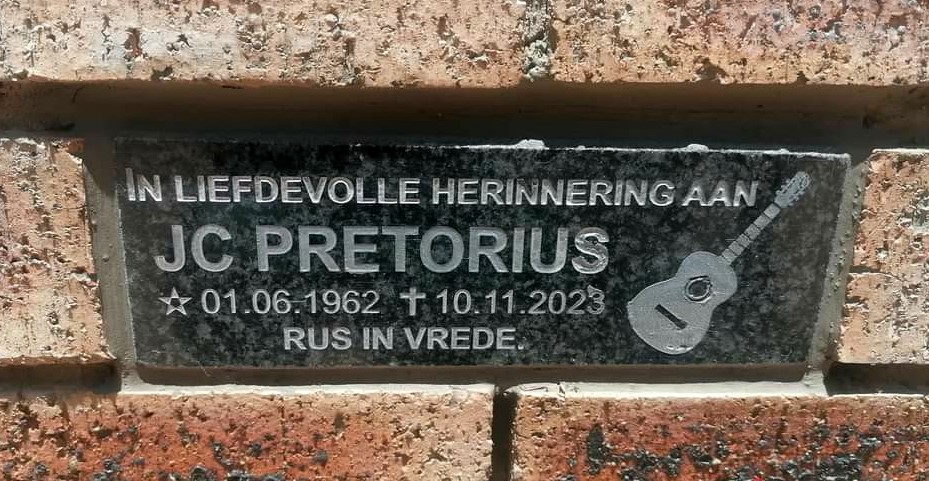 IN LIEFDEVOLLE HERINNERING AAN
JC PRETORIUS
☆ 01.06.1962 ✝ 10.11.2023
RUS IN VREDE.